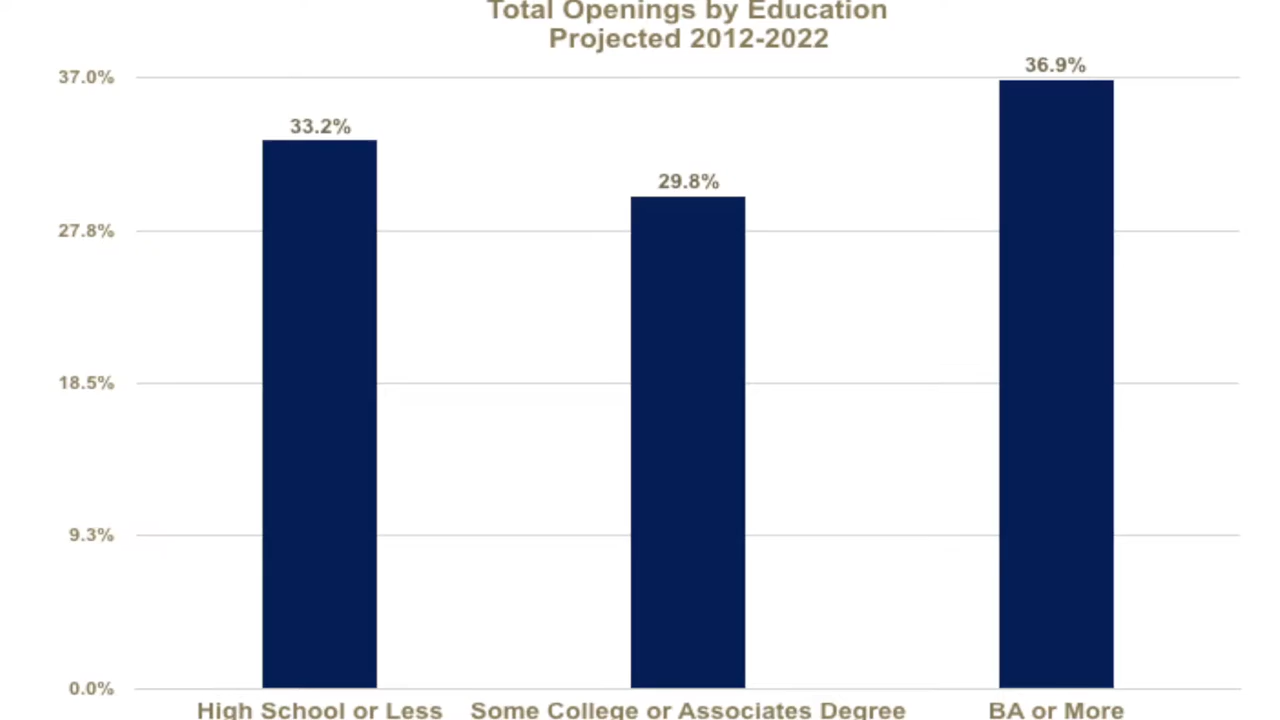 Total Openings by Education
Projected 2012-2022
36.9%
37.0%
33.2%
29.8%
27.8%
18.5%
9.3%
0.0%
High School or Less
Some College or Associates Degree
BA or More